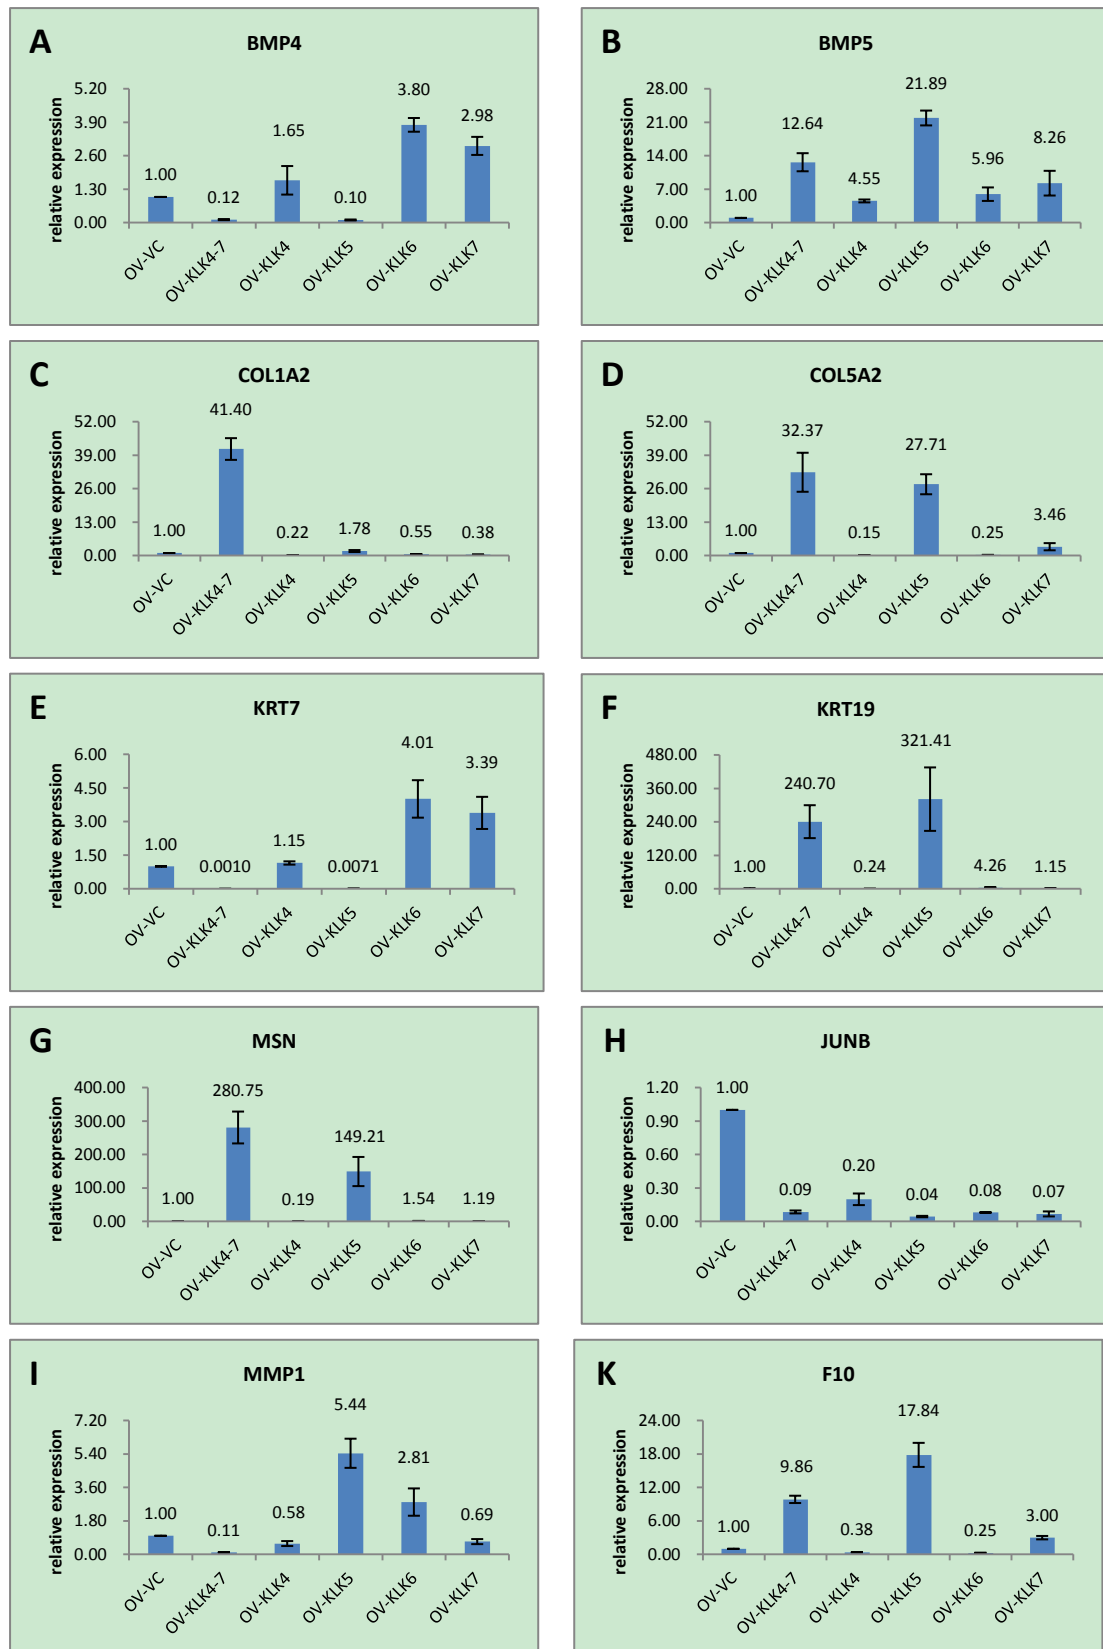 A
BMP4
relative expression
5.20
3.90
2.60
1.30
0.00
1.00
0.12
1.65
0.10
3.80
2.98
OV-VC
OV-KLK4-7
OV-KLK4
OV-KLK5
OV-KLK6
OV-KLK7
B
BMP5
relative expression
28.00
21.00
14.00
7.00
0.00
1.00
12.64
4.55
21.89
5.96
8.26
OV-VC
OV-KLK4-7
OV-KLK4
OV-KLK5
OV-KLK6
OV-KLK7
C
COL1A2
relative expression
52.00
39.00
26.00
13.00
0.00
1.00
41.40
0.22
1.78
0.55
0.38
OV-VC
OV-KLK4-7
OV-KLK4
OV-KLK5
OV-KLK6
OV-KLK7
D
COL5A2
relative expression
52.00
39.00
26.00
13.00
0.00
1.00
32.37
0.15
27.71
0.25
3.46
OV-VC
OV-KLK4-7
OV-KLK4
OV-KLK5
OV-KLK6
OV-KLK7
E
KRT7
relative expression
6.00
4.50
3.00
1.50
0.00
1.00
0.0010
1.15
0.0071
4.01
3.39
OV-VC
OV-KLK4-7
OV-KLK4
OV-KLK5
OV-KLK6
OV-KLK7
F
KRT19
relatvie expression
480.00
360.00
240.00
120.00
0.00
1.00
240.70
0.24
321.41
4.26
1.15
OV-VC
OV-KLK4-7
OV-KLK4
OV-KLK5
OV-KLK6
OV-KLK7
G
MSN
relative expression
400.00
300.00
200.00
100.00
0.00
1.00
280.75
0.19
149.21
1.54
1.19
OV-VC
OV-KLK4-7
OV-KLK4
OV-KLK5
OV-KLK6
OV-KLK7
H
JUNB
relative expression
1.20
0.90
0.60
0.30
0.00
1.00
0.09
0.20
0.04
0.08
0.07
OV-VC
OV-KLK4-7
OV-KLK4
OV-KLK5
OV-KLK6
OV-KLK7
I
MMP1
relative expression
7.20
5.40
3.60
1.80
0.00
1.00
0.11
0.58
5.44
2.81
0.69
OV-VC
OV-KLK4-7
OV-KLK4
OV-KLK5
OV-KLK6
OV-KLK7
K
F10
relative expression
24.00
18.00
12.00
6.00
0.00
1.00
9.86
0.38
17.84
0.25
3.00
OV-VC
OV-KLK4-7
OV-KLK4
OV-KLK5
OV-KLK6
OV-KLK7